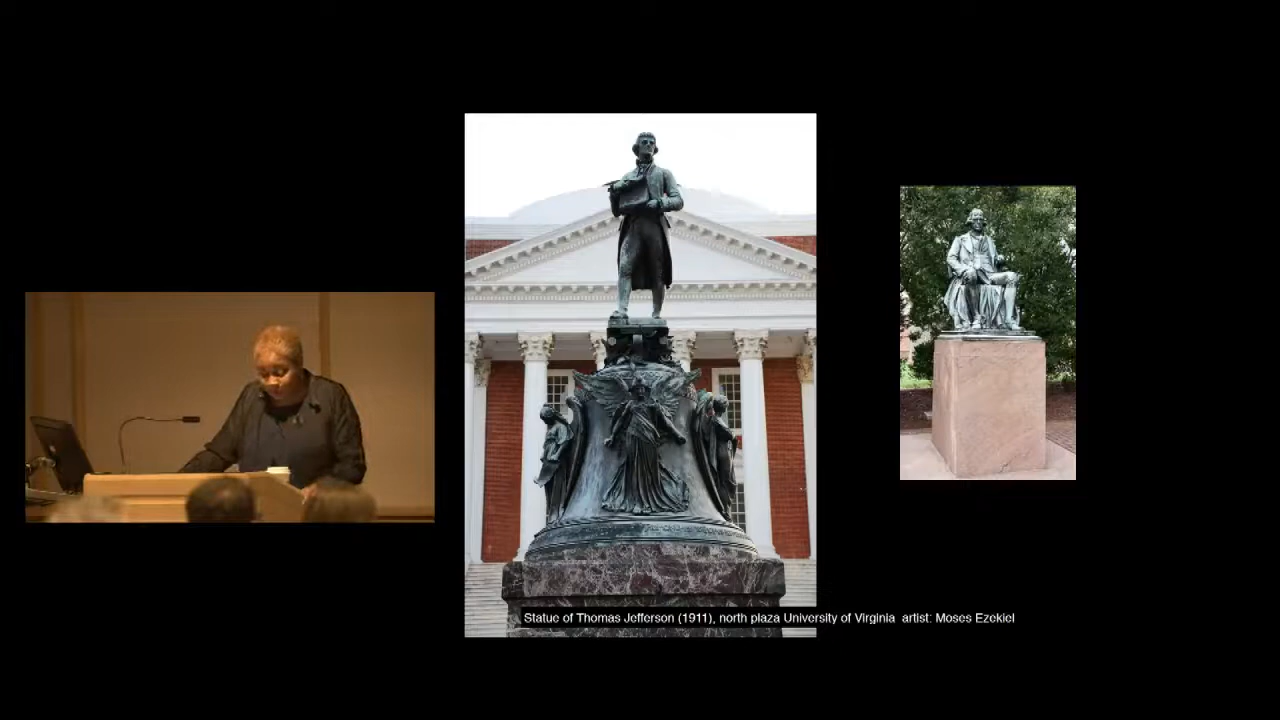 Statue of Thomas Jefferson (1911), north plaza University of Virginia  artist: Moses Ezekiel